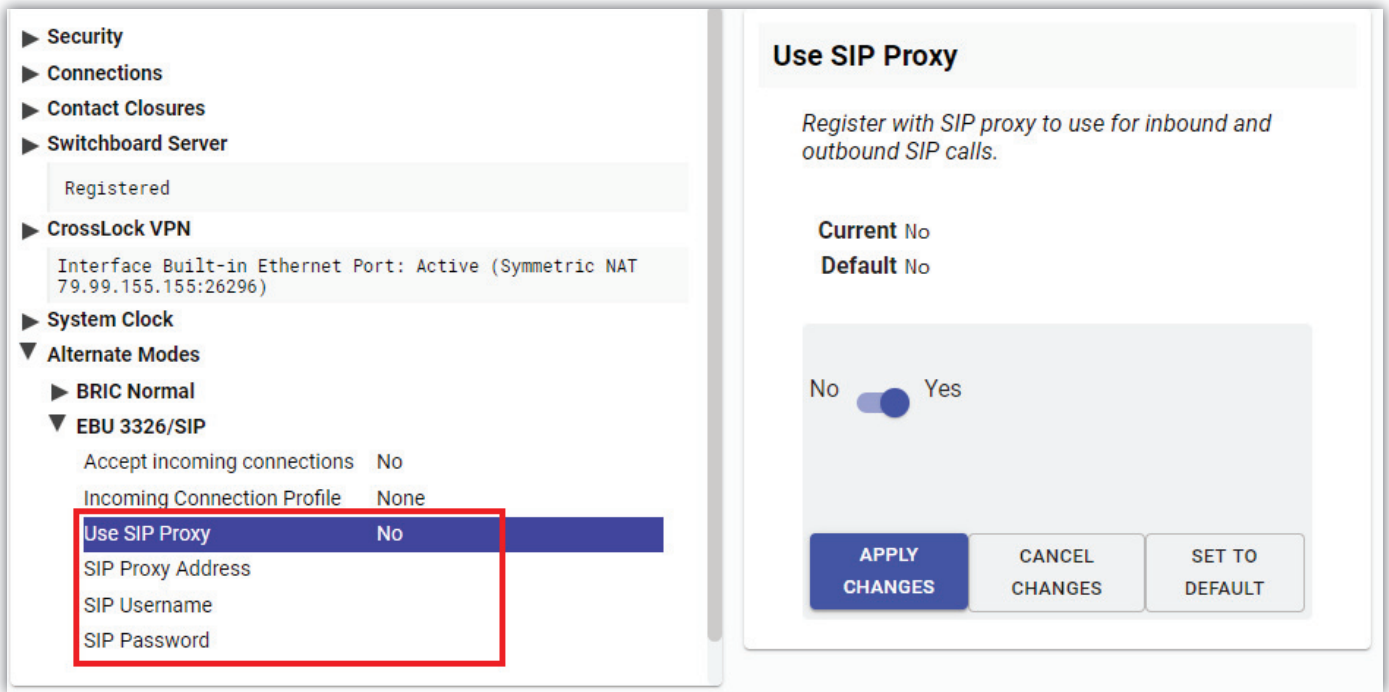 Security
Connections
Contact Closures
Switchboard Server
Registered
CrossLock VPN
Interface Built-in Ethernet Port: Active (Symmetric NAT
79.99.155.155:26296)
System Clock
Alternate Modes
BRIC Normal
EBU 3326/SIP
Accept incoming connections No
Incoming Connection Profile None
Use SIP Proxy No
SIP Proxy Address
SIP Username
SIP Password
Use SIP Proxy
Register with SIP proxy to use for inbound and
outbound SIP calls.
Current No
Default No
No Yes
APPLY CHANGES
CANCEL CHANGES
SET TO DEFAULT